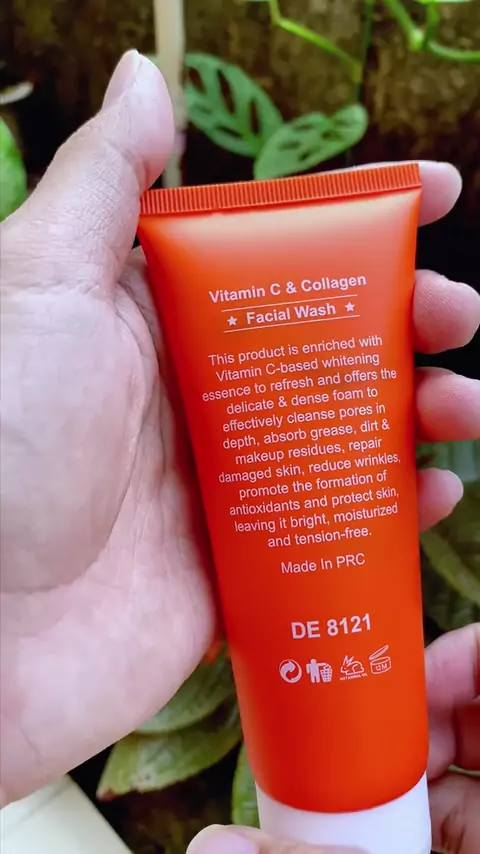 Vitamin C & Collagen
★ Facial Wash ★
This product is enriched with
Vitamin C-based whitening
essence to refresh and offers the
delicate & dense foam to
effectively cleanse pores in
depth, absorb grease, dirt &
makeup residues, repair
damaged skin, reduce wrinkles,
promote the formation of
antioxidants and protect skin,
leaving it bright, moisturized
and tension-free.
Made In PRC
DE 8121
12M